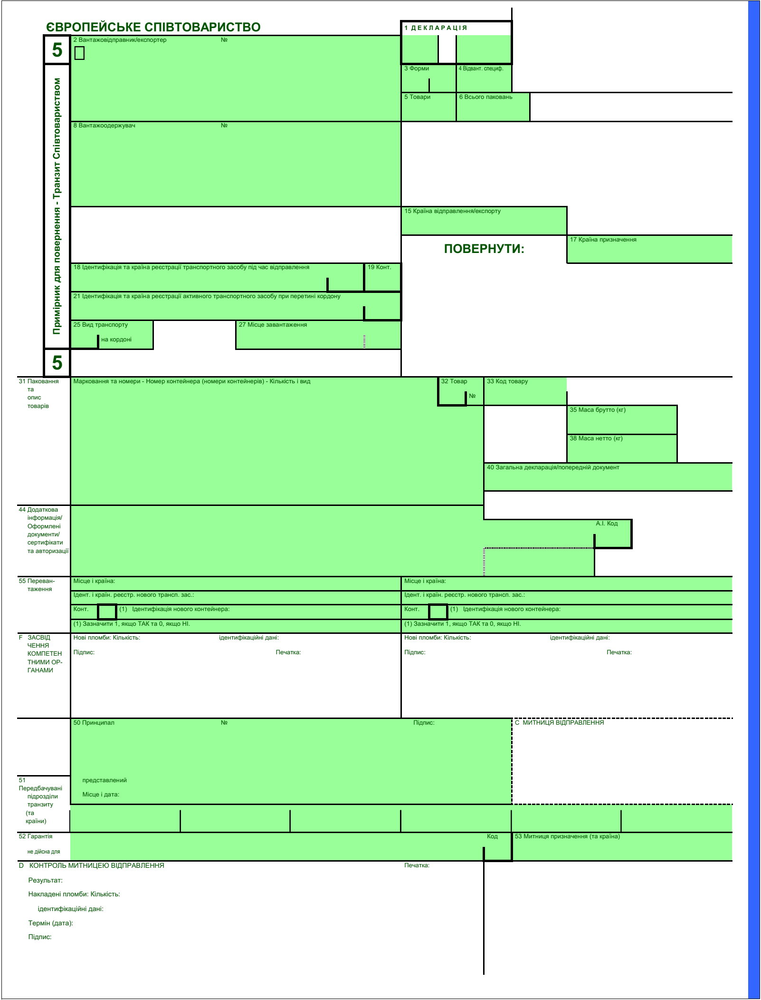 ЄВРОПЕЙСЬКЕ СПІВТОВАРИСТВО
1 ДЕКЛАРАЦІЯ
5
2 Вантажовідправник/експортер №
3 Форми
4 Відвант. специф.
5 Товари
6 Всього паковань
Примірник для повернення - Транзит Співтовариством
8 Вантажоодержувач №
15 Країна відправлення/експорту
17 Країна призначення
ПОВЕРНУТИ:
18 Ідентифікація та країна реєстрації транспортного засобу під час відправлення
19 Конт.
21 Ідентифікація та країна реєстрації активного транспортного засобу при перетині кордону
25 Вид транспорту
на кордоні
27 Місце завантаження
5
31 Паковання
та
опис
товарів
Марковання та номери - Номер контейнера (номери контейнерів) - Кількість і вид
32 Товар
№
33 Код товару
35 Маса брутто (кг)
38 Маса нетто (кг)
40 Загальна декларація/попередній документ
44 Додаткова
інформація/
Оформлені
документи/
сертифікати
та авторизації
А.І. Код
55 Переван-
таження
Місце і країна:
Місце і країна:
Ідент. і країн. реєстр. нового трансп. зас.:
Ідент. і країн. реєстр. нового трансп. зас.:
Конт. (1) Ідентифікація нового контейнера:
Конт. (1) Ідентифікація нового контейнера:
(1) Зазначити 1, якщо ТАК та 0, якщо НІ.
(1) Зазначити 1, якщо ТАК та 0, якщо НІ.
F ЗАСВІД
ЧЕННЯ
КОМПЕТЕН
ТНИМИ ОР-
ГАНАМИ
Нові пломби: Кількість: ідентифікаційні дані:
Підпис: Печатка:
Нові пломби: Кількість: ідентифікаційні дані:
Підпис: Печатка:
50 Принципал № Підпис:
С МИТНИЦЯ ВІДПРАВЛЕННЯ
представлений
Місце і дата:
51
Передбачувані
підрозділи
транзиту
(та
країни)
52 Гарантія
не дійсна для
Код
53 Митниця призначення (та країна)
D КОНТРОЛЬ МИТНИЦЕЮ ВІДПРАВЛЕННЯ
Печатка:
Результат:
Накладені пломби: Кількість:
ідентифікаційні дані:
Термін (дата):
Підпис: